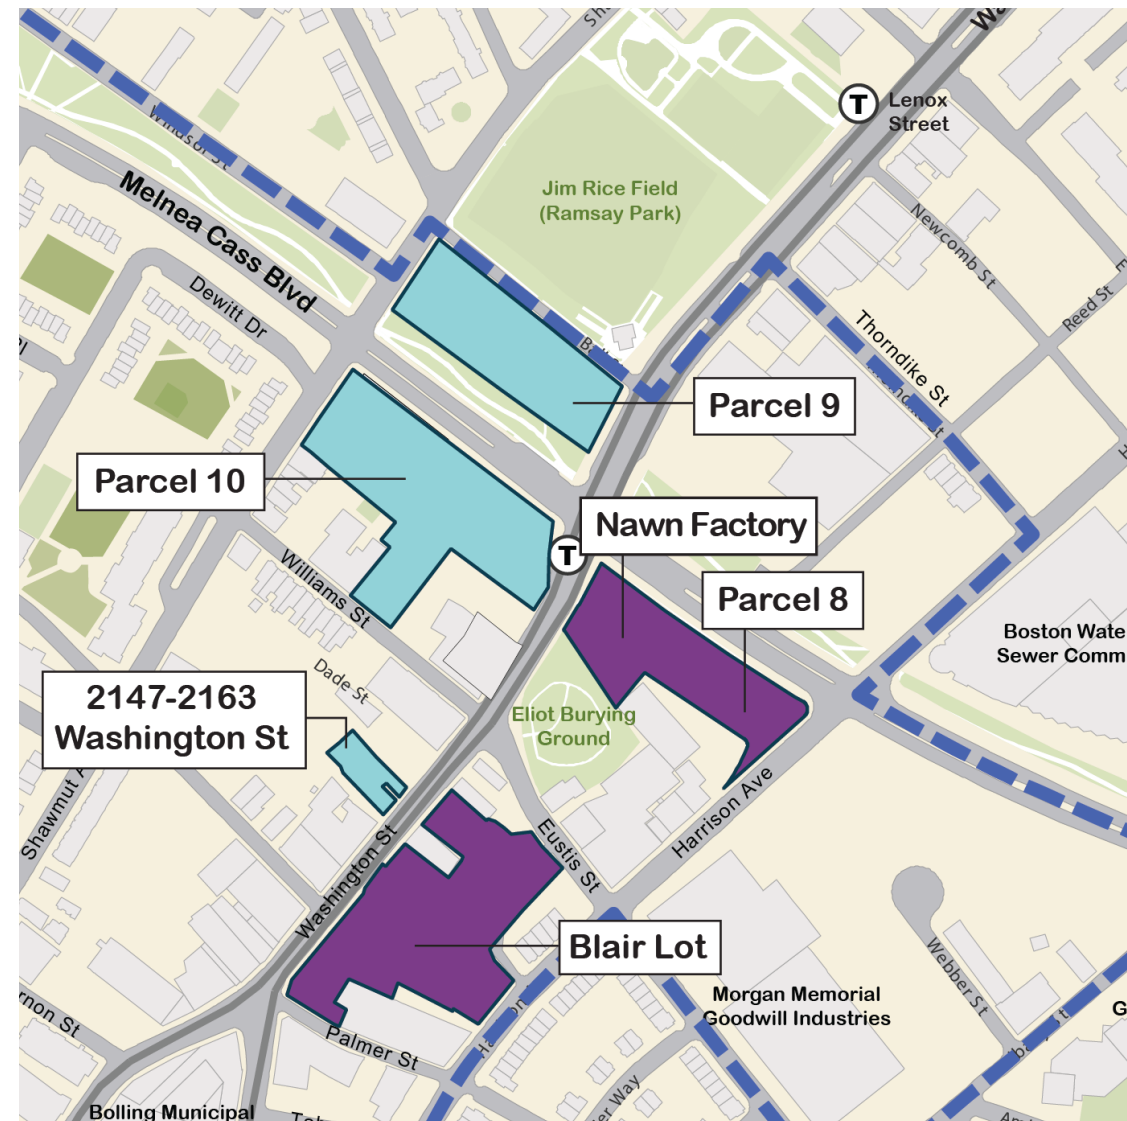 Wa
T
Lenox
Street
Windsor St
Jim Rice Field
(Ramsay Park)
Melnea Cass Blvd
Newcomb St
Dewitt Dr
Reed St
Thorndike St
Parcel 9
Parcel 10
Nawn Factory
T
Williams St
Parcel 8
Boston Wate
Sewer Comm
Dade St
2147-2163
Washington St
Eliot Burying
Ground
Harrison Ave
Shawmut
Eustis St
Washington St
Blair Lot
Webber St
Morgan Memorial
Goodwill Industries
G
rnon St
Palmer St
er Way
Bolling Municipal